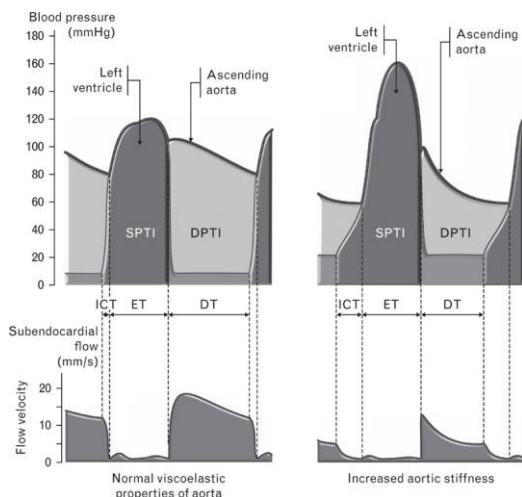 Blood pressure
(mmHg)
180
160
140
120
100
80
60
40
20
0
Left
ventricle
Ascending
aorta
SPTI
DPTI
ICT
ET
DT
Left
ventricle
Ascending
aorta
SPTI
DPTI
ICT
ET
DT
Subendocardial
flow
(mm/s)
Flow velocity
20
10
0
Normal viscoelastic
properties of aorta
Increased aortic stiffness